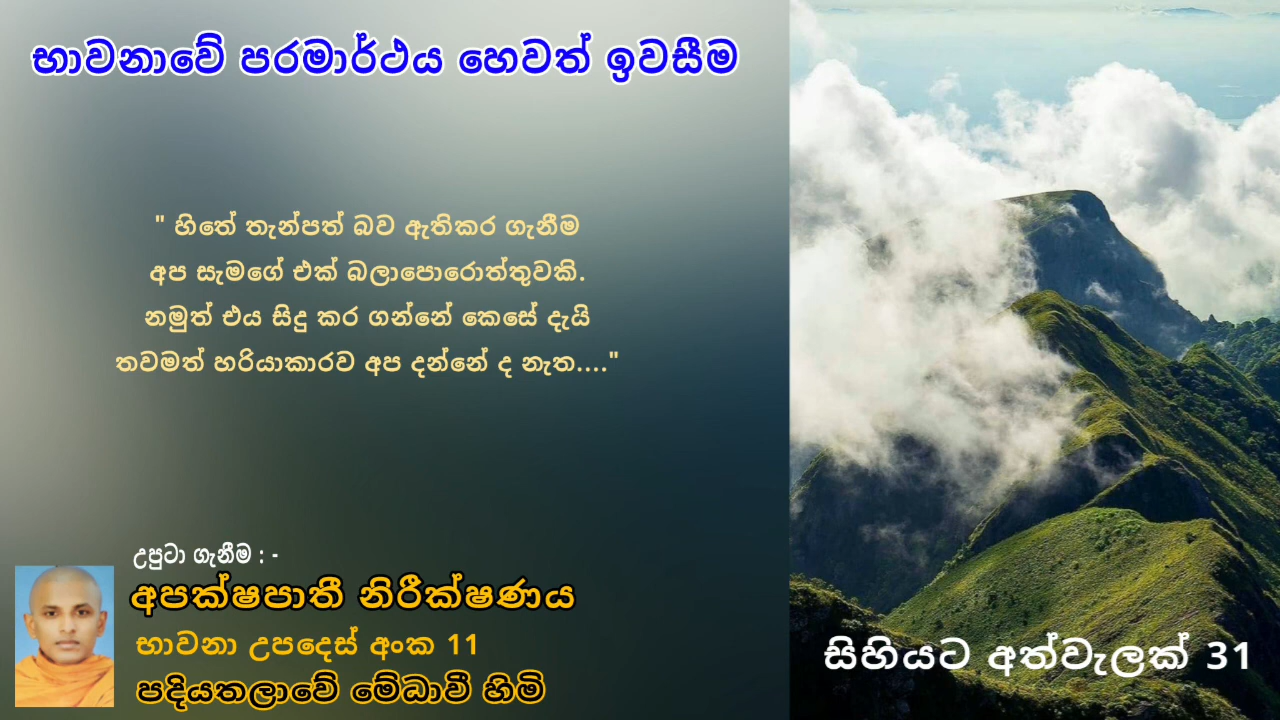 භාවනාවේ පරමාර්ථය හෙවත් ඉවසීම
" හිතේ තැන්පත් බව ඇතිකර ගැනීම
අප සැමගේ එක් බලාපොරොත්තුවකි.
නමුත් එය සිදු කර ගන්නේ කෙසේ දැයි
තවමත් හරියාකාරව අප දන්නේ ද නැත...."
උපුටා ගැනීම : -
අපක්ෂපාතී නිරීක්ෂණය
භාවනා උපදෙස් අංක 11
පදියතලාවේ මේධාවී හිමි
සිහියට අත්වැලක් 31